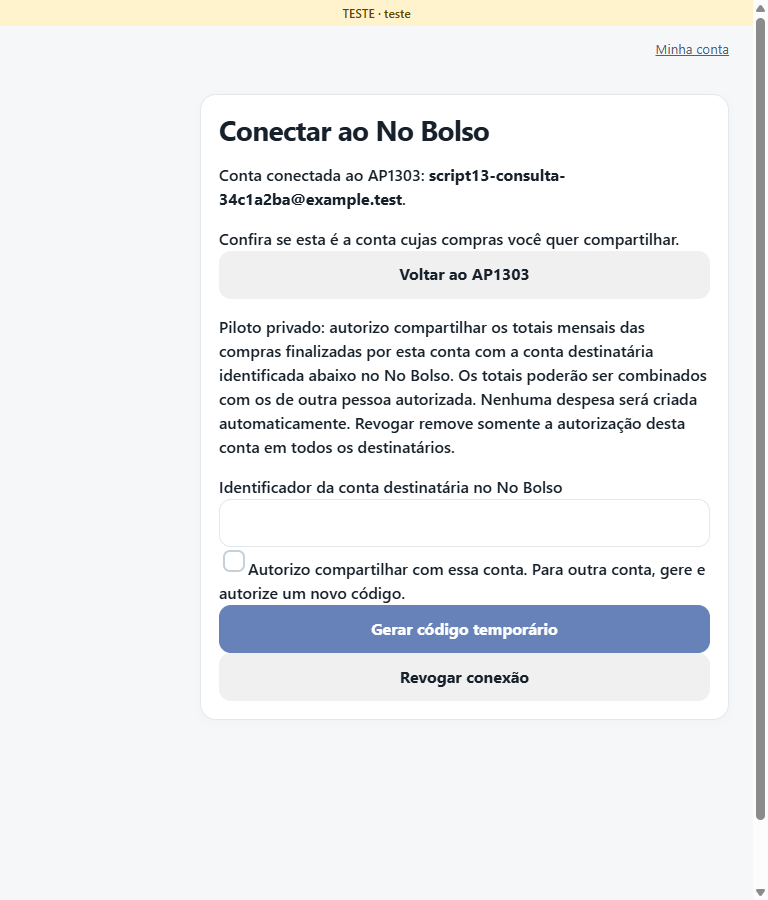 TESTE · teste
Minha conta
Conectar ao No Bolso
Conta conectada ao AP1303: script13-consulta-
34c1a2ba@example.test.
Confira se esta é a conta cujas compras você quer compartilhar.
Voltar ao AP1303
Piloto privado: autorizo compartilhar os totais mensais das
compras finalizadas por esta conta com a conta destinatária
identificada abaixo no No Bolso. Os totais poderão ser combinados
com os de outra pessoa autorizada. Nenhuma despesa será criada
automaticamente. Revogar remove somente a autorização desta
conta em todos os destinatários.
Identificador da conta destinatária no No Bolso
Autorizo compartilhar com essa conta. Para outra conta, gere e
autorize um novo código.
Gerar código temporário
Revogar conexão